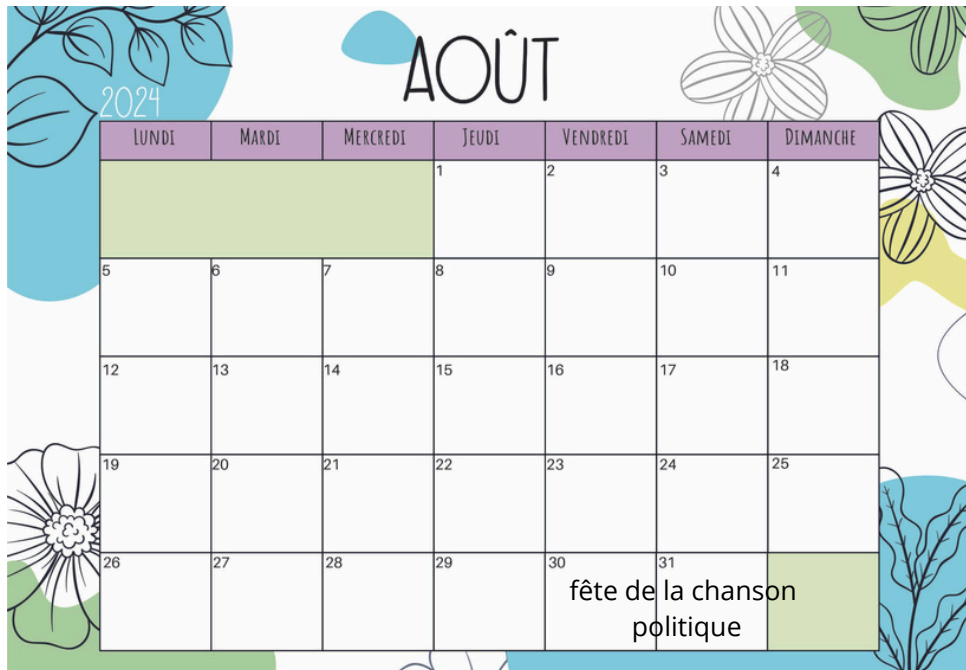 AOÛT
2024
LUNDI MARDI MERCREDI JEUDI VENDREDI SAMEDI DIMANCHE
1 2 3 4
5 6 7 8 9 10 11
12 13 14 15 16 17 18
19 20 21 22 23 24 25
26 27 28 29 30 31
fête de la chanson
politique